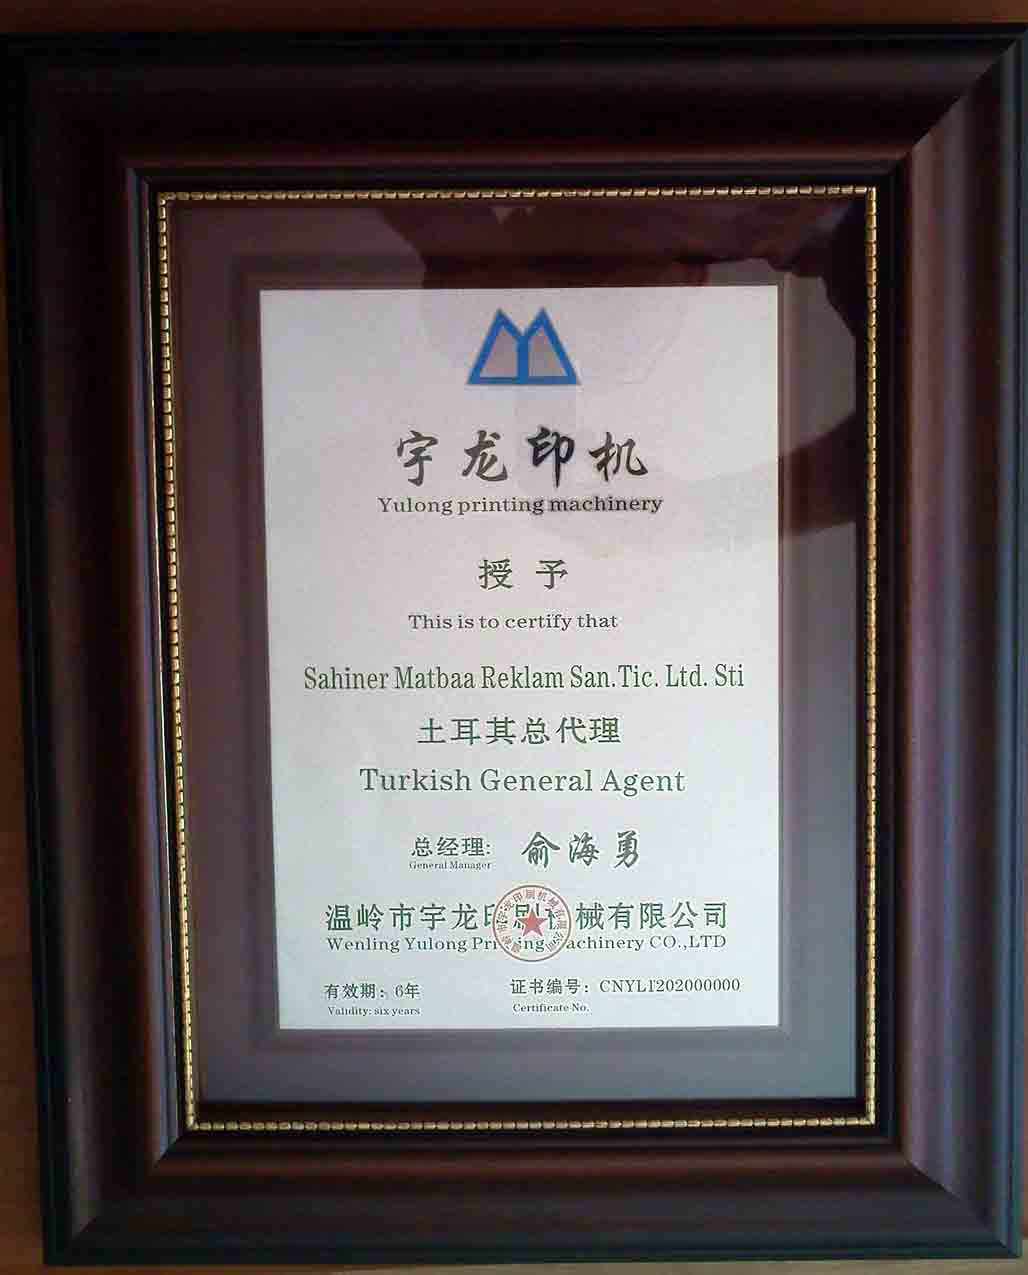 宇龙印机
Yulong printing machinery
授予
This is to certify that
Sahiner Matbaa Reklam San.Tic. Ltd. Sti
土耳其总代理
Turkish General Agent
总经理: 俞海勇
General Manager
温岭市宇龙印刷机械有限公司
Wenling Yulong Printing Machinery CO.,LTD
有效期: 6年 证书编号: CNYL1202000000
Validity: six years Certificate No.